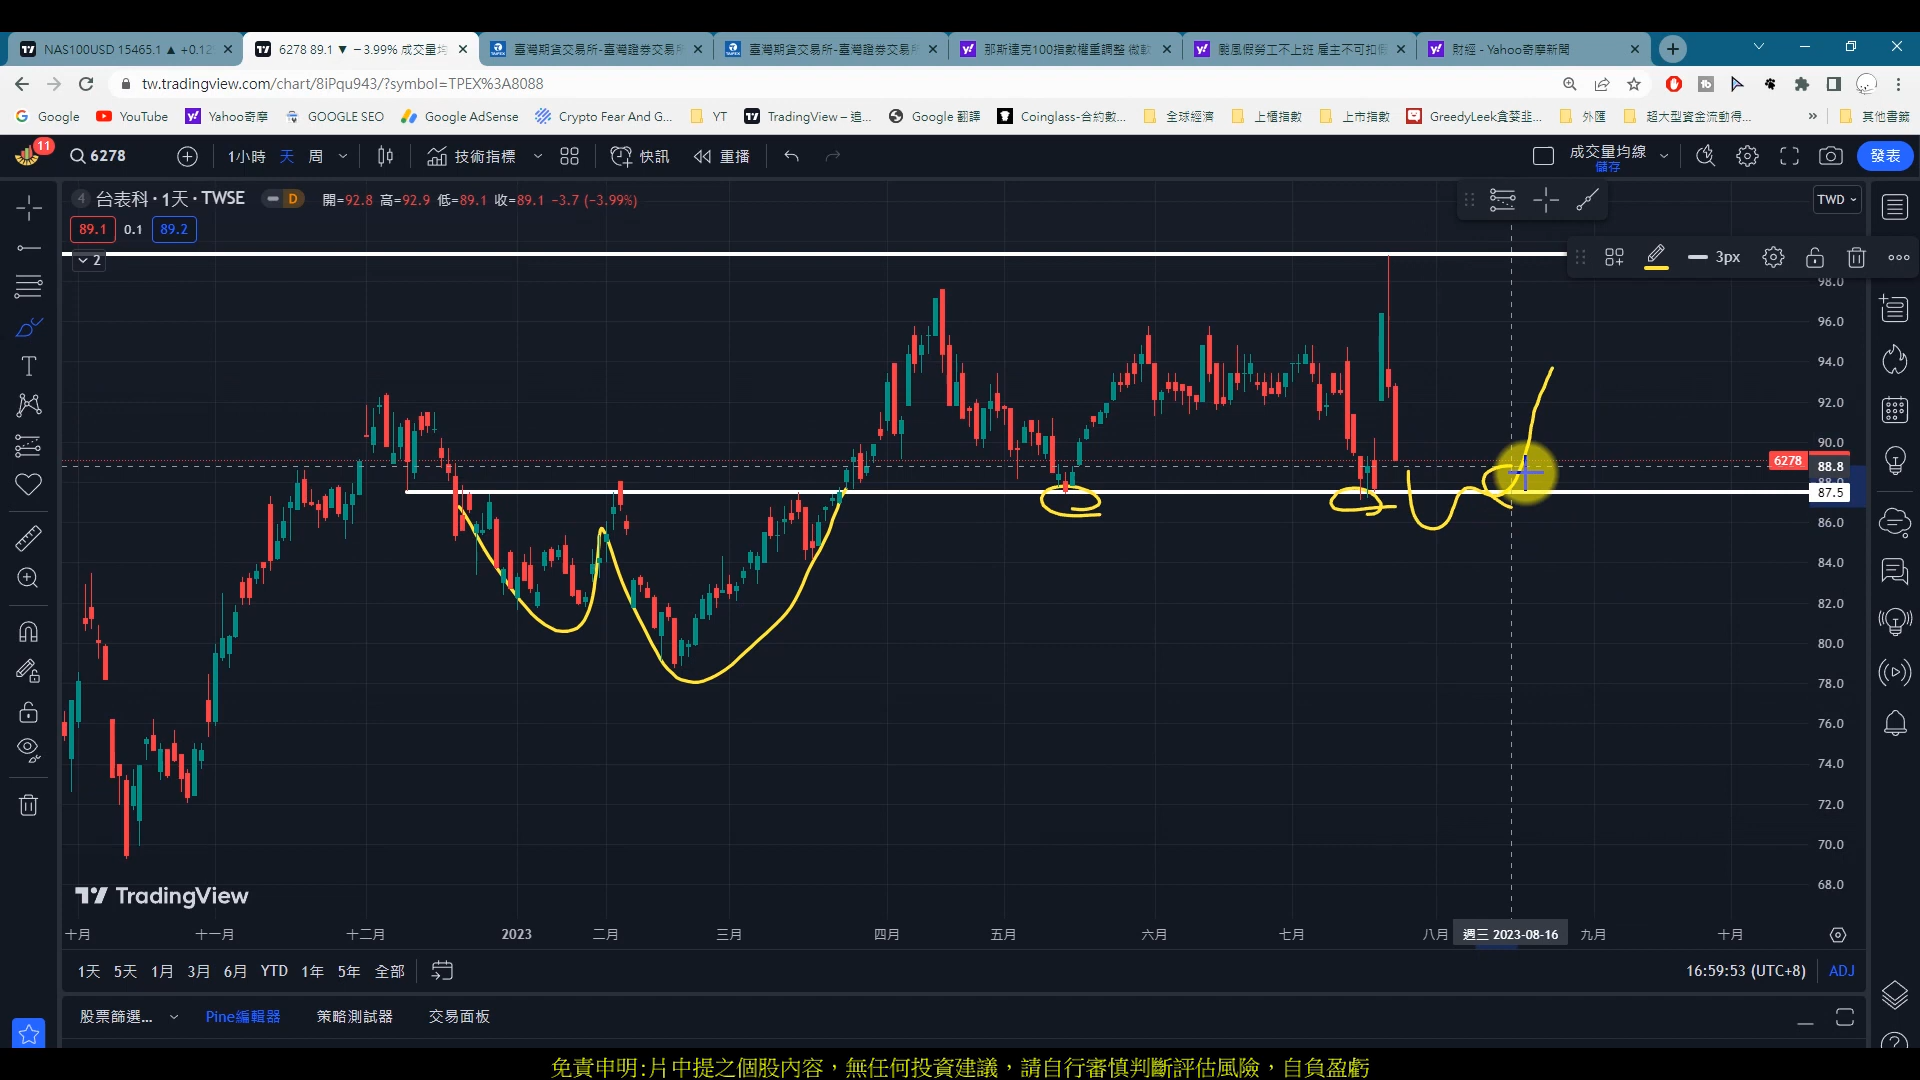 NAS100USD 15465.1 ▲ +0.12
6278 89.1 ▼ −3.99% 成交量均
臺灣期貨交易所-臺灣證券交易所
臺灣期貨交易所-臺灣證券交易所
那斯達克100指數權重調整 微軟
颱風假勞工不上班 雇主不可扣假
財經 - Yahoo奇摩新聞
tw.tradingview.com/chart/8iPqu943/?symbol=TPEX%3A8088
Google
YouTube
Yahoo奇摩
GOOGLE SEO
Google AdSense
Crypto Fear And G...
YT
TradingView – 追...
Google 翻譯
Coinglass-合約數...
全球經濟
上櫃指數
上市指數
GreedyLeek貪婪韭...
外匯
超大型資金流動得...
»
其他書籤
11
6278
1小時 天 周
技術指標
快訊
重播
成交量均線
儲存
發表
4 台表科 · 1天 · TWSE
D
開=92.8 高=92.9 低=89.1 收=89.1 −3.7 (−3.99%)
TWD
89.1 0.1 89.2
2
3px
98.0
96.0
94.0
92.0
90.0
6278
88.8
88.0
87.5
86.0
84.0
82.0
80.0
78.0
76.0
74.0
72.0
70.0
68.0
TradingView
十月 十一月 十二月 2023 二月 三月 四月 五月 六月 七月 八月 週三 2023-08-16 九月 十月
1天 5天 1月 3月 6月 YTD 1年 5年 全部
16:59:53 (UTC+8) ADJ
股票篩選... Pine編輯器 策略測試器 交易面板
免責申明:片中提之個股內容，無任何投資建議，請自行審慎判斷評估風險，自負盈虧